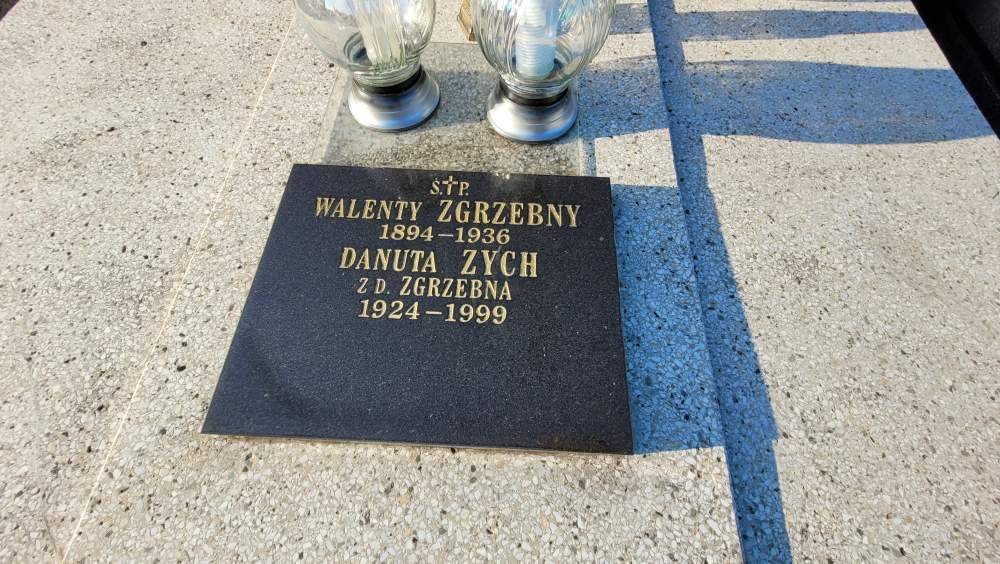 Ś.✝P.
WALENTY ZGRZEBNY
1894-1936
DANUTA ZYCH
Z D. ZGRZEBNA
1924-1999